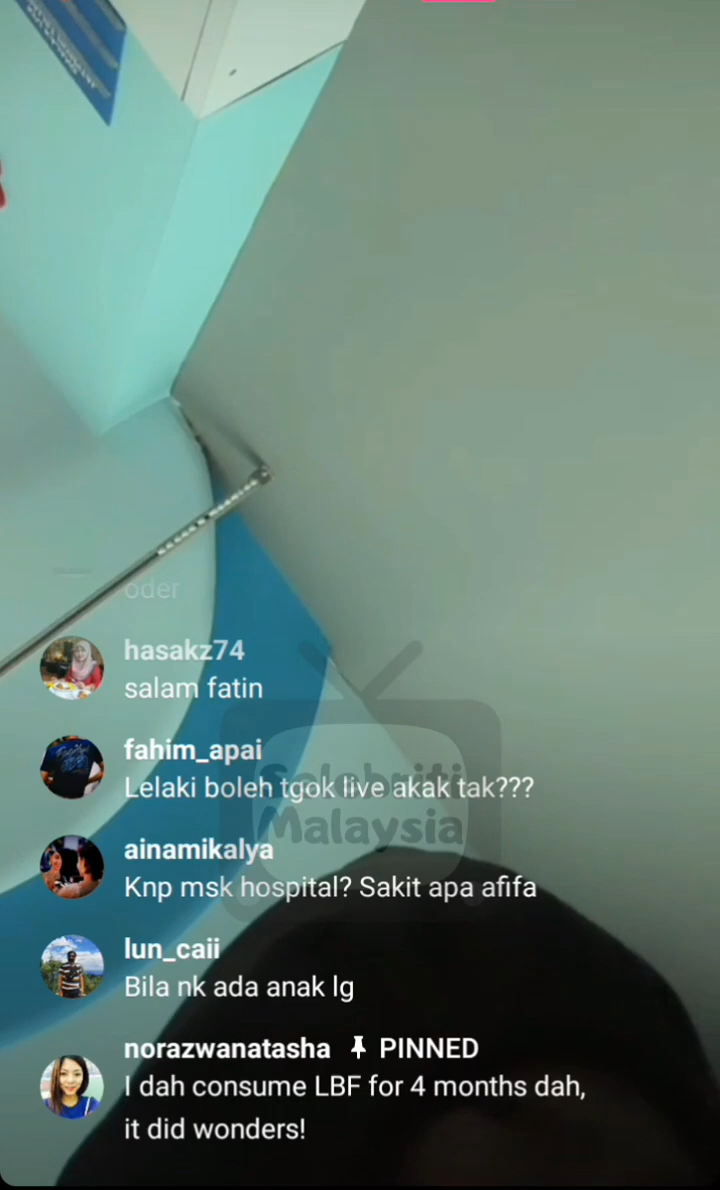 oder
hasakz74
salam fatin
fahim_apai
Lelaki boleh tgok live akak tak???
Selebriti
Malaysia
ainamikalya
Knp msk hospital? Sakit apa afifa
lun_caii
Bila nk ada anak lg
norazwanatasha PINNED
I dah consume LBF for 4 months dah,
it did wonders!